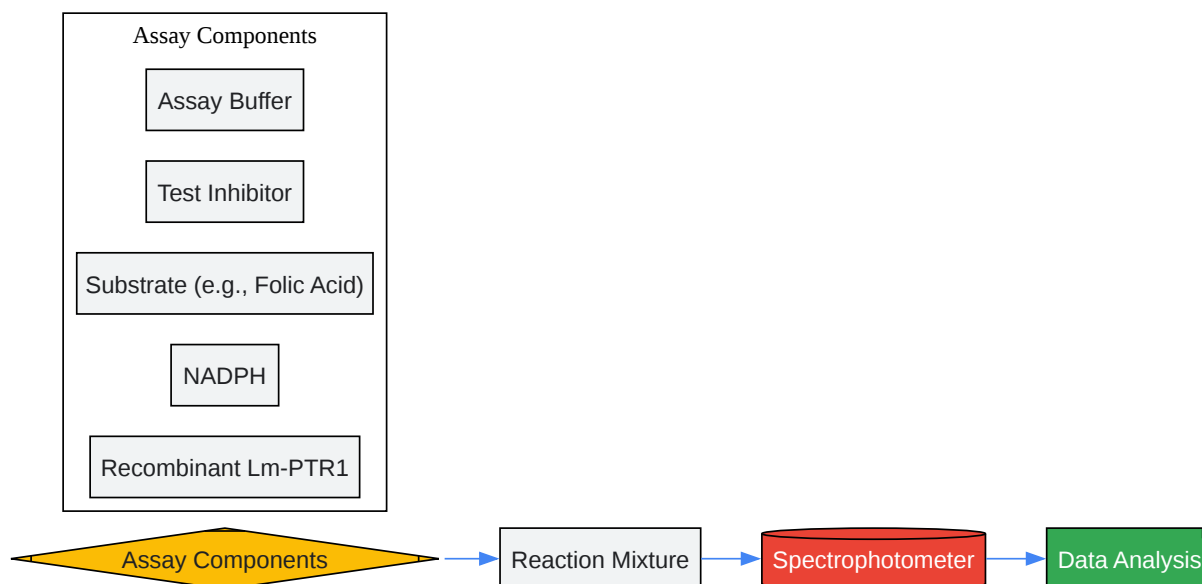 Assay Components
Assay Buffer
Test Inhibitor
Substrate (e.g., Folic Acid)
NADPH
Recombinant Lm-PTR1
Assay Components
Reaction Mixture
Spectrophotometer
Data Analysis